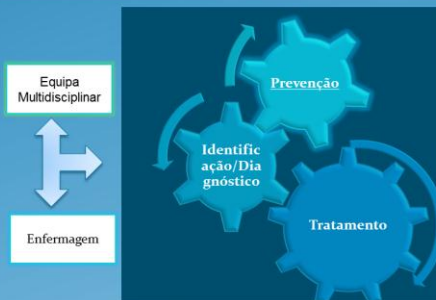 Equipa
Multidisciplinar
Enfermagem
Prevenção
Identific
ação/Dia
gnóstico
Tratamento